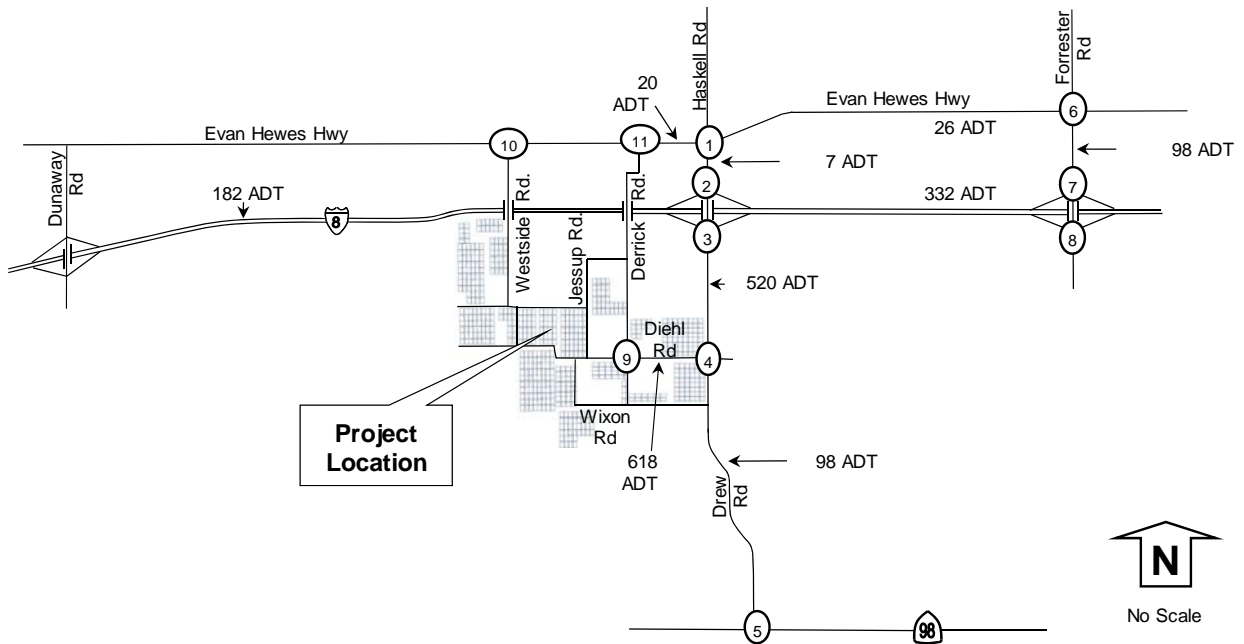 Haskell Rd
Forrester
Rd
20
ADT
Evan Hewes Hwy
6
26 ADT
Evan Hewes Hwy
10
11
1
98 ADT
7 ADT
Dunaway
Rd
182 ADT
8
Westside Rd.
Jessup Rd.
Derrick Rd.
2
332 ADT
7
3
8
520 ADT
Diehl
Rd
9
4
Wixon
Rd
Project
Location
618
ADT
98 ADT
Drew
Rd
N
No Scale
5
98